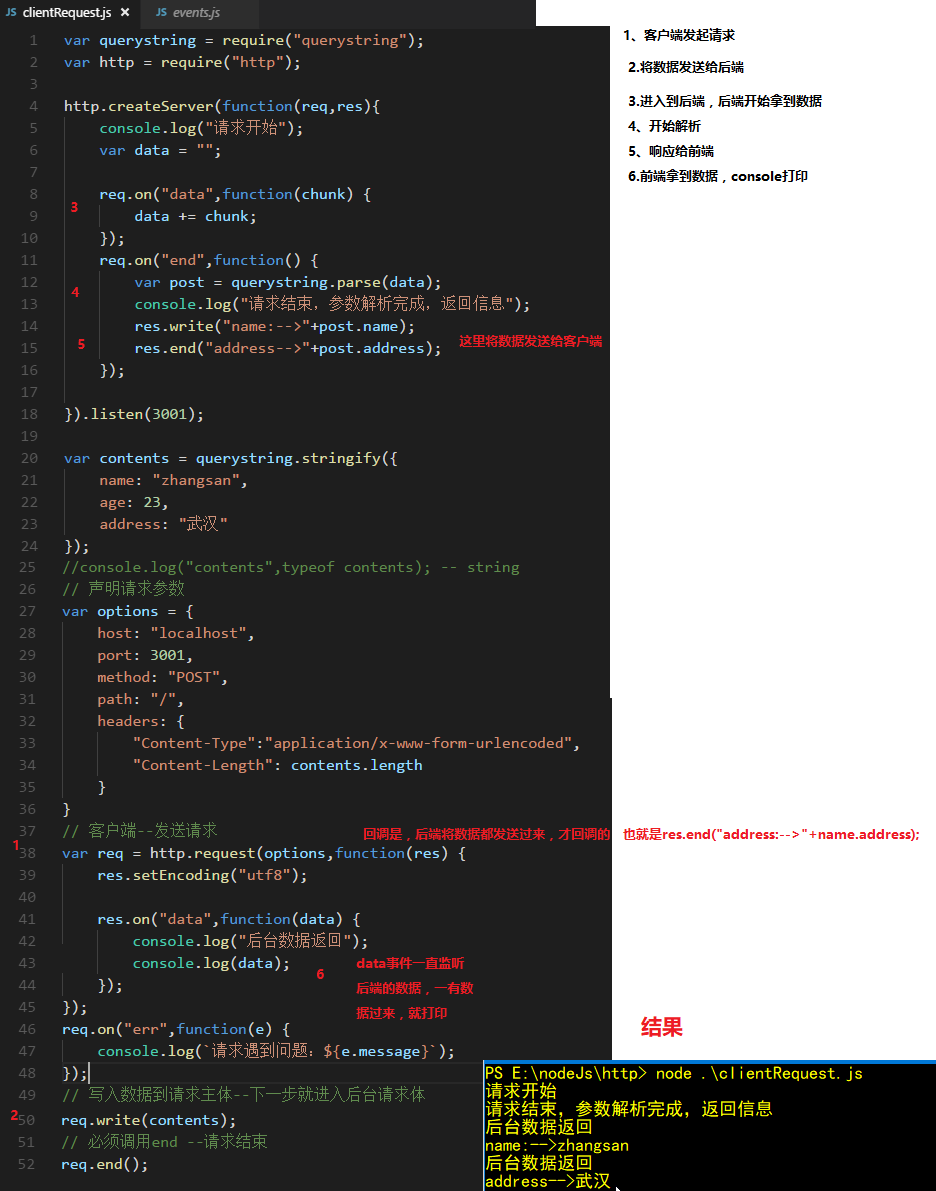 JS clientRequest.js × JS events.js
1 var querystring = require("querystring");
2 var http = require("http");
3
4 http.createServer(function(req,res){
5 console.log("请求开始");
6 var data = "";
7
8 req.on("data",function(chunk) {
9 data += chunk;
10 });
11 req.on("end",function() {
12 var post = querystring.parse(data);
13 console.log("请求结束，参数解析完成，返回信息");
14 res.write("name:-->"+post.name);
15 res.end("address-->"+post.address);
16 });
17
18 }).listen(3001);
19
20 var contents = querystring.stringify({
21 name: "zhangsan",
22 age: 23,
23 address: "武汉"
24 });
25 //console.log("contents",typeof contents); -- string
26 // 声明请求参数
27 var options = {
28 host: "localhost",
29 port: 3001,
30 method: "POST",
31 path: "/",
32 headers: {
33 "Content-Type":"application/x-www-form-urlencoded",
34 "Content-Length": contents.length
35 }
36 }
37 // 客户端--发送请求
38 var req = http.request(options,function(res) {
39 res.setEncoding("utf8");
40
41 res.on("data",function(data) {
42 console.log("后台数据返回");
43 console.log(data);
44 });
45 });
46 req.on("err",function(e) {
47 console.log(`请求遇到问题：${e.message}`);
48 });
49 // 写入数据到请求主体--下一步就进入后台请求体
50 req.write(contents);
51 // 必须调用end --请求结束
52 req.end();
3
4
5
这里将数据发送给客户端
1
回调是，后端将数据都发送过来，才回调的 也就是res.end("address:-->"+name.address);
6
data事件一直监听
后端的数据，一有数
据过来，就打印
2
1、客户端发起请求
2.将数据发送给后端
3.进入到后端，后端开始拿到数据
4、开始解析
5、响应给前端
6.前端拿到数据，console打印
结果
PS E:\nodeJs\http> node .\clientRequest.js
请求开始
请求结束，参数解析完成，返回信息
后台数据返回
name:-->zhangsan
后台数据返回
address-->武汉